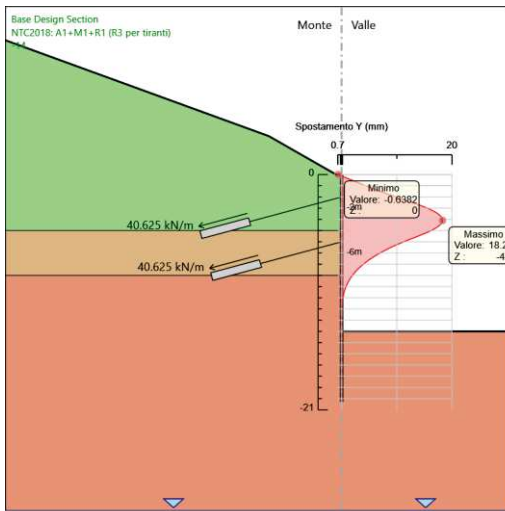 Base Design Section
NTC2018: A1+M1+R1 (R3 per tiranti)
Monte
Valle
Spostamento Y (mm)
0.7
20
0
Minimo
Valore: -0.6382
Z : 0
40.625 kN/m
Massimo
Valore: 18.2
Z : -4
-6m
40.625 kN/m
-21